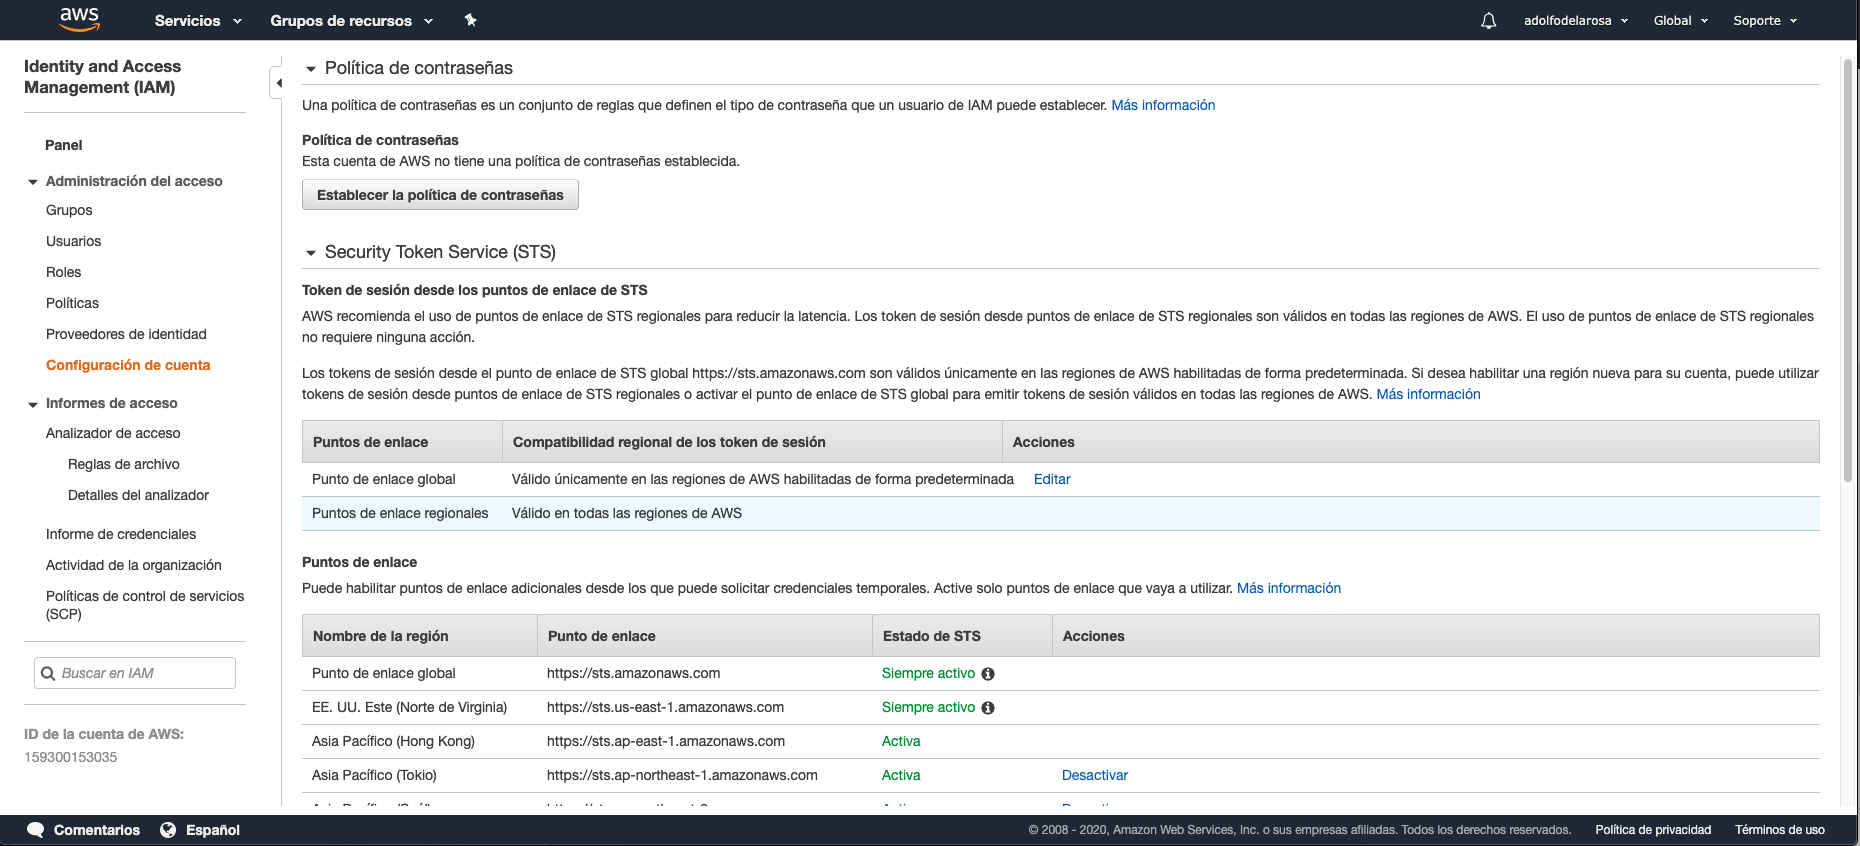 aws
Servicios
Grupos de recursos
adolfodelarosa
Global
Soporte
Identity and Access
Management (IAM)
Panel
Administración del acceso
Grupos
Usuarios
Roles
Políticas
Proveedores de identidad
Configuración de cuenta
Informes de acceso
Analizador de acceso
Reglas de archivo
Detalles del analizador
Informe de credenciales
Actividad de la organización
Políticas de control de servicios
(SCP)
Buscar en IAM
ID de la cuenta de AWS:
159300153035
Política de contraseñas
Una política de contraseñas es un conjunto de reglas que definen el tipo de contraseña que un usuario de IAM puede establecer. Más información
Política de contraseñas
Esta cuenta de AWS no tiene una política de contraseñas establecida.
Establecer la política de contraseñas
Security Token Service (STS)
Token de sesión desde los puntos de enlace de STS
AWS recomienda el uso de puntos de enlace de STS regionales para reducir la latencia. Los token de sesión desde puntos de enlace de STS regionales son válidos en todas las regiones de AWS. El uso de puntos de enlace de STS regionales
no requiere ninguna acción.
Los tokens de sesión desde el punto de enlace de STS global https://sts.amazonaws.com son válidos únicamente en las regiones de AWS habilitadas de forma predeterminada. Si desea habilitar una región nueva para su cuenta, puede utilizar
tokens de sesión desde puntos de enlace de STS regionales o activar el punto de enlace de STS global para emitir tokens de sesión válidos en todas las regiones de AWS. Más información
Puntos de enlace Compatibilidad regional de los token de sesión Acciones
Punto de enlace global Válido únicamente en las regiones de AWS habilitadas de forma predeterminada Editar
Puntos de enlace regionales Válido en todas las regiones de AWS
Puntos de enlace
Puede habilitar puntos de enlace adicionales desde los que puede solicitar credenciales temporales. Active solo puntos de enlace que vaya a utilizar. Más información
Nombre de la región Punto de enlace Estado de STS Acciones
Punto de enlace global https://sts.amazonaws.com Siempre activo
EE. UU. Este (Norte de Virginia) https://sts.us-east-1.amazonaws.com Siempre activo
Asia Pacífico (Hong Kong) https://sts.ap-east-1.amazonaws.com Activa
Asia Pacífico (Tokio) https://sts.ap-northeast-1.amazonaws.com Activa Desactivar
Comentarios
Español
© 2008 - 2020, Amazon Web Services, Inc. o sus empresas afiliadas. Todos los derechos reservados.
Política de privacidad
Términos de uso